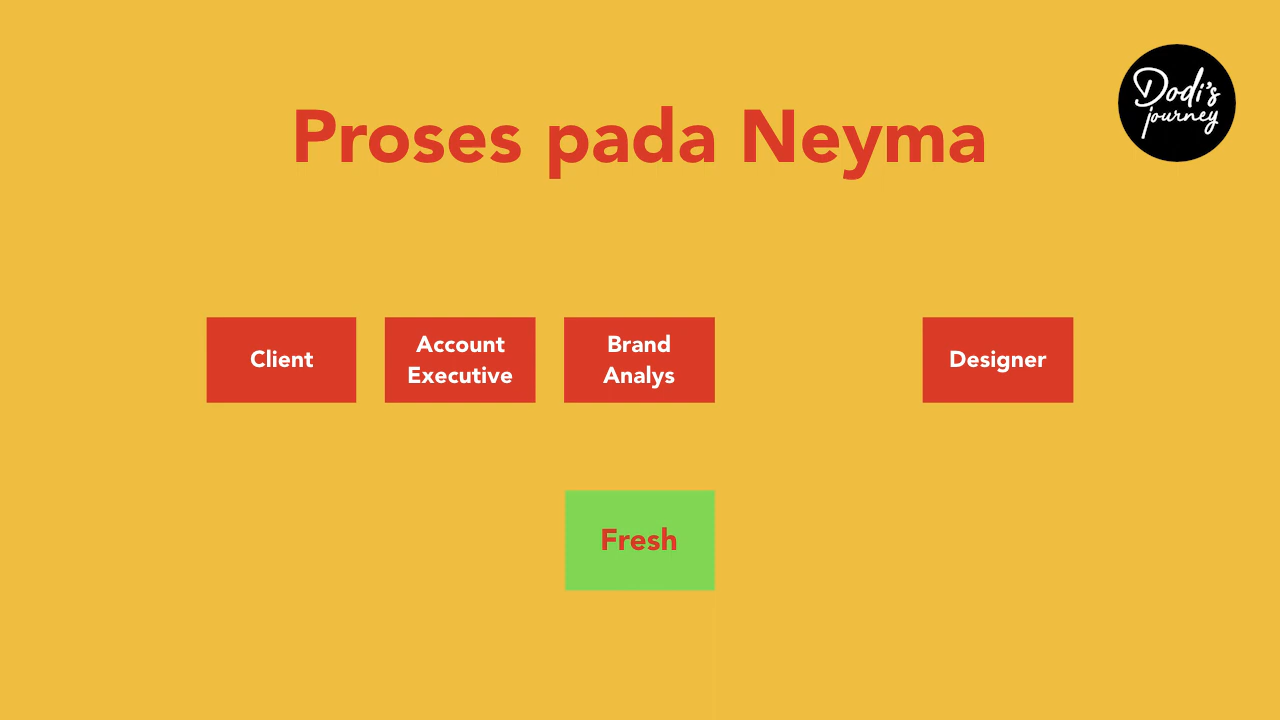 Dodi's
journey
Proses pada Neyma
Client
Account
Executive
Brand
Analys
Designer
Fresh